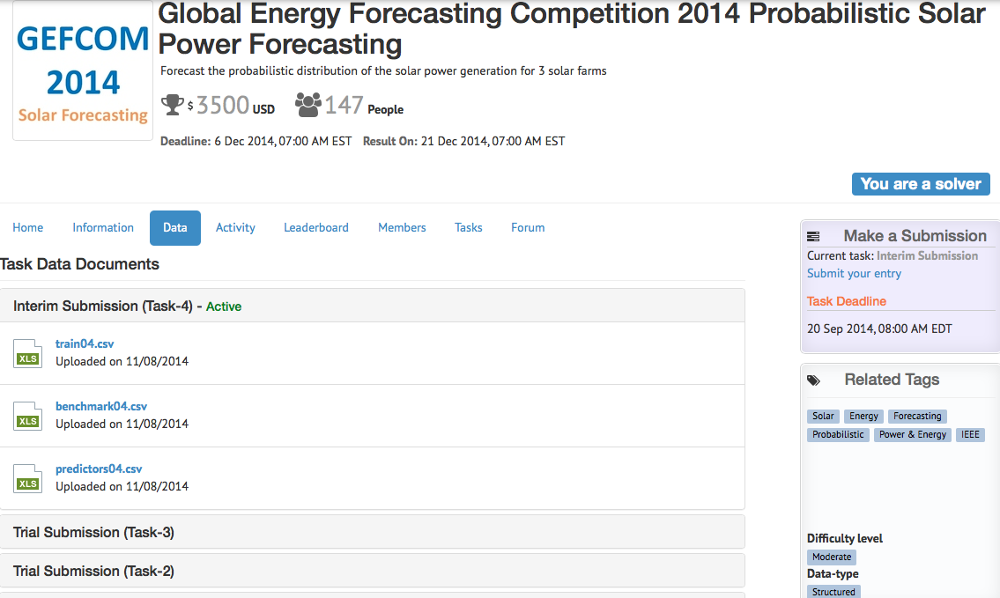 GEFCOM
2014
Solar Forecasting
Global Energy Forecasting Competition 2014 Probabilistic Solar
Power Forecasting
Forecast the probabilistic distribution of the solar power generation for 3 solar farms
$ 3500 USD 147 People
Deadline: 6 Dec 2014, 07:00 AM EST Result On: 21 Dec 2014, 07:00 AM EST
You are a solver
Home Information Data Activity Leaderboard Members Tasks Forum
Task Data Documents
Interim Submission (Task-4) - Active
XLS
train04.csv
Uploaded on 11/08/2014
XLS
benchmark04.csv
Uploaded on 11/08/2014
XLS
predictors04.csv
Uploaded on 11/08/2014
Trial Submission (Task-3)
Trial Submission (Task-2)
Make a Submission
Current task: Interim Submission
Submit your entry
Task Deadline
20 Sep 2014, 08:00 AM EDT
Related Tags
Solar Energy Forecasting
Probabilistic Power & Energy IEEE
Difficulty level
Moderate
Data-type
Structured